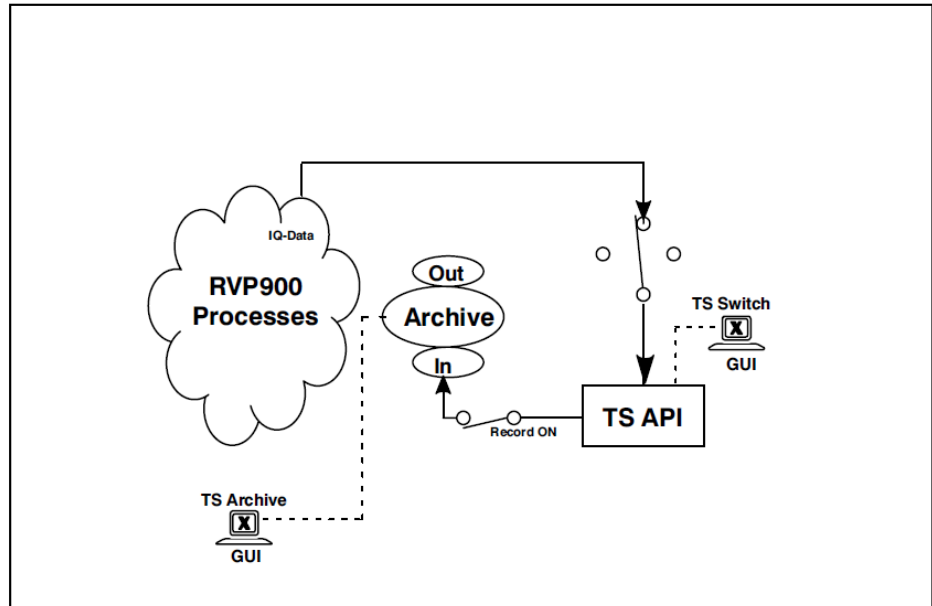 IQ-Data
RVP900
Processes
Out
Archive
In
Record ON
TS API
TS Switch
X
GUI
TS Archive
X
GUI